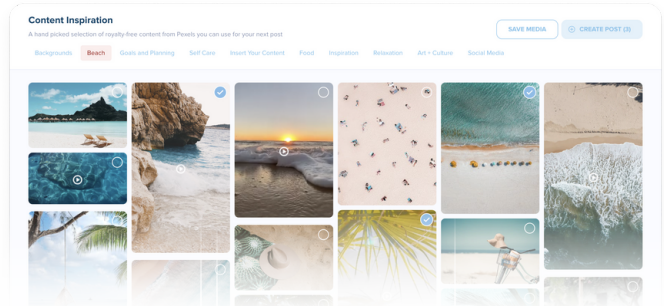 Content Inspiration
A hand picked selection of royalty-free content from Pexels you can use for your next post
SAVE MEDIA
CREATE POST (3)
Backgrounds
Beach
Goals and Planning
Self Care
Insert Your Content
Food
Inspiration
Relaxation
Art + Culture
Social Media